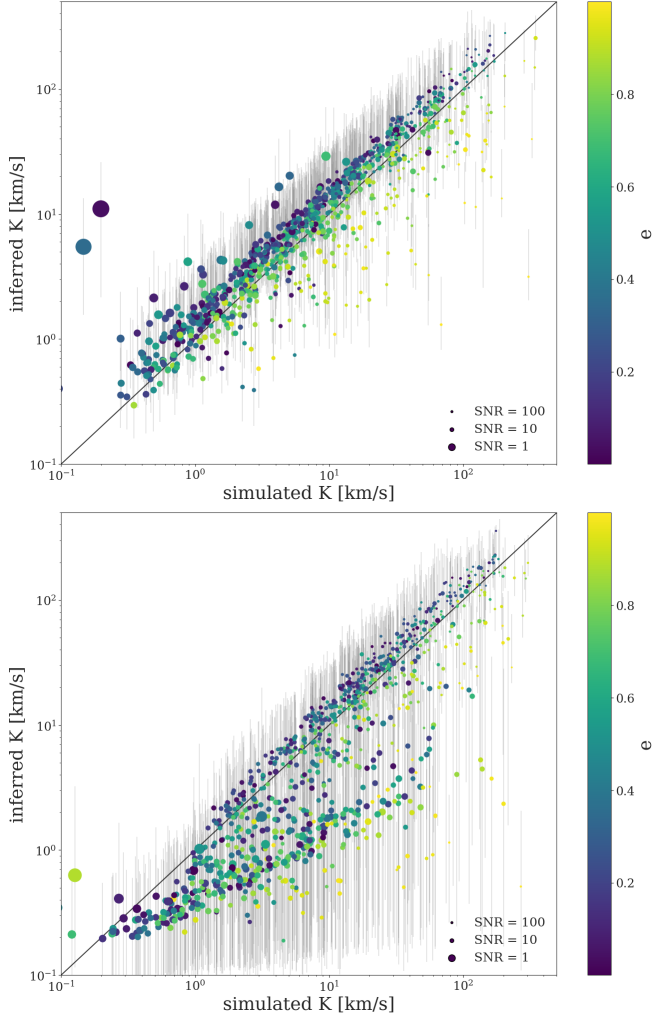 10²
10¹
10⁰
10⁻¹
inferred K [km/s]
10⁻¹
10⁰
10¹
10²
simulated K [km/s]
SNR = 100
SNR = 10
SNR = 1
0.8
0.6
0.4
0.2
e
10²
10¹
10⁰
10⁻¹
inferred K [km/s]
10⁻¹
10⁰
10¹
10²
simulated K [km/s]
SNR = 100
SNR = 10
SNR = 1
0.8
0.6
0.4
0.2
e